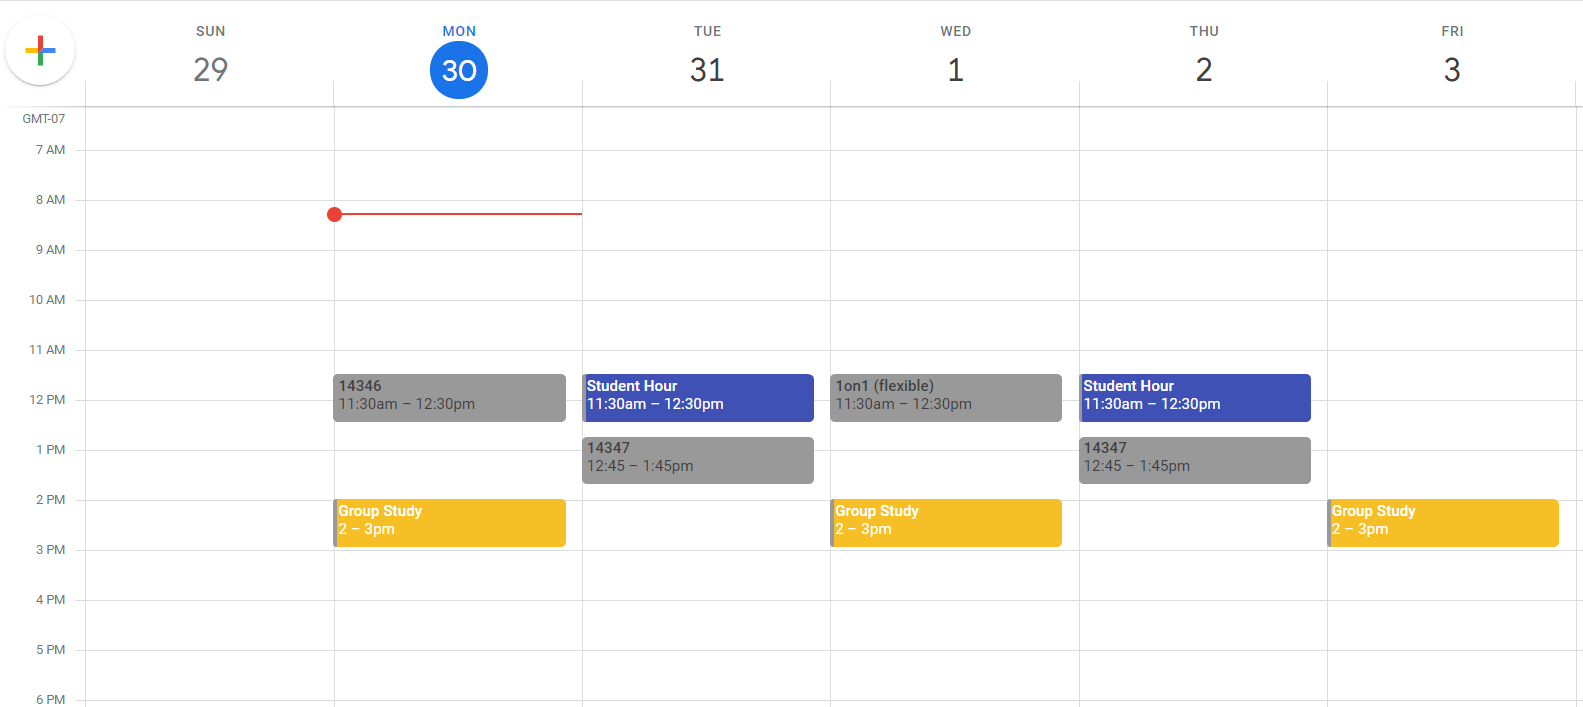 SUN
29
MON
30
TUE
31
WED
1
THU
2
FRI
3
GMT-07
7 AM
8 AM
9 AM
10 AM
11 AM
12 PM
1 PM
2 PM
3 PM
4 PM
5 PM
6 PM
14346
11:30am – 12:30pm
Group Study
2 – 3pm
Student Hour
11:30am – 12:30pm
14347
12:45 – 1:45pm
1on1 (flexible)
11:30am – 12:30pm
Group Study
2 – 3pm
Student Hour
11:30am – 12:30pm
14347
12:45 – 1:45pm
Group Study
2 – 3pm